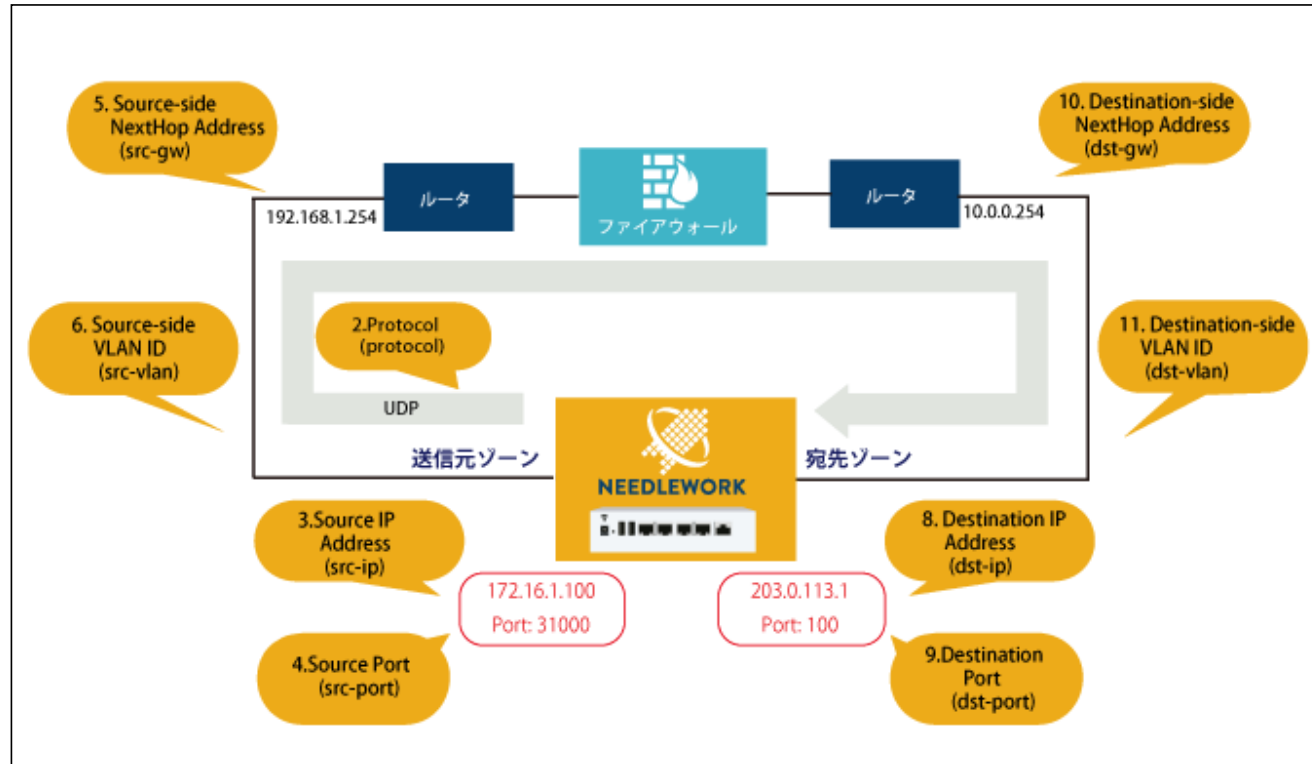 5. Source-side
NextHop Address
(src-gw)
10. Destination-side
NextHop Address
(dst-gw)
ルータ
ファイアウォール
ルータ
192.168.1.254
10.0.0.254
6. Source-side
VLAN ID
(src-vlan)
2.Protocol
(protocol)
11. Destination-side
VLAN ID
(dst-vlan)
UDP
送信元ゾーン
宛先ゾーン
NEEDLEWORK
3.Source IP
Address
(src-ip)
8. Destination IP
Address
(dst-ip)
172.16.1.100
Port: 31000
203.0.113.1
Port: 100
4.Source Port
(src-port)
9.Destination
Port
(dst-port)